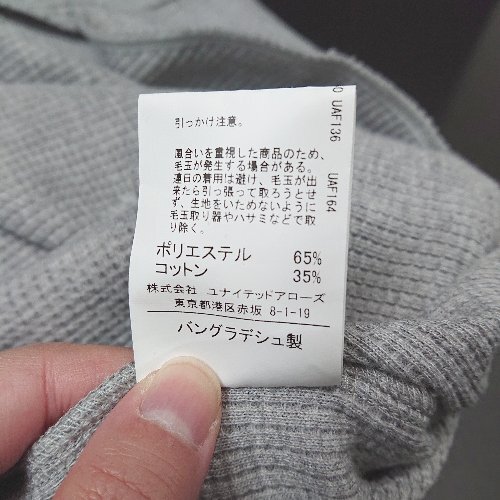 引っかけ注意。
風合いを重視した商品のため、
毛玉が発生する場合がある。
連日の着用は避け、毛玉が出
来たら引っ張って取ろうとせ
ず、生地をいためないように
毛玉取り器やハサミなどで取
り除く。
ポリエステル 65%
コットン 35%
株式会社 ユナイテッドアローズ
東京都港区赤坂 8-1-19
バングラデシュ製
UAF136 UAF164